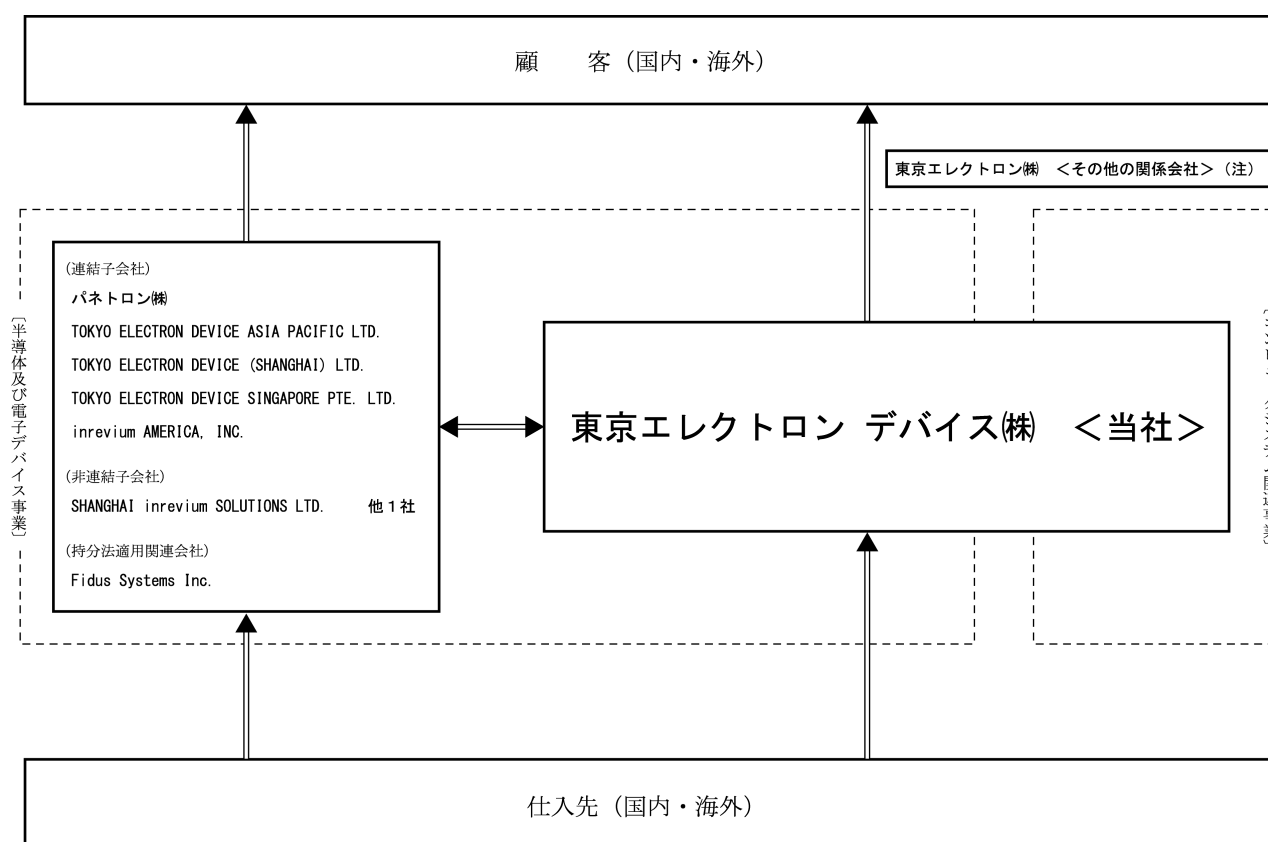 顧　　客（国内・海外）
東京エレクトロン㈱　＜その他の関係会社＞（注）
〔半導体及び電子デバイス事業〕
(連結子会社)
パネトロン㈱
TOKYO ELECTRON DEVICE ASIA PACIFIC LTD.
TOKYO ELECTRON DEVICE (SHANGHAI) LTD.
TOKYO ELECTRON DEVICE SINGAPORE PTE. LTD.
inrevium AMERICA, INC.
(非連結子会社)
SHANGHAI inrevium SOLUTIONS LTD.　　他１社
(持分法適用関連会社)
Fidus Systems Inc.
東京エレクトロン デバイス㈱　＜当社＞
仕入先（国内・海外）